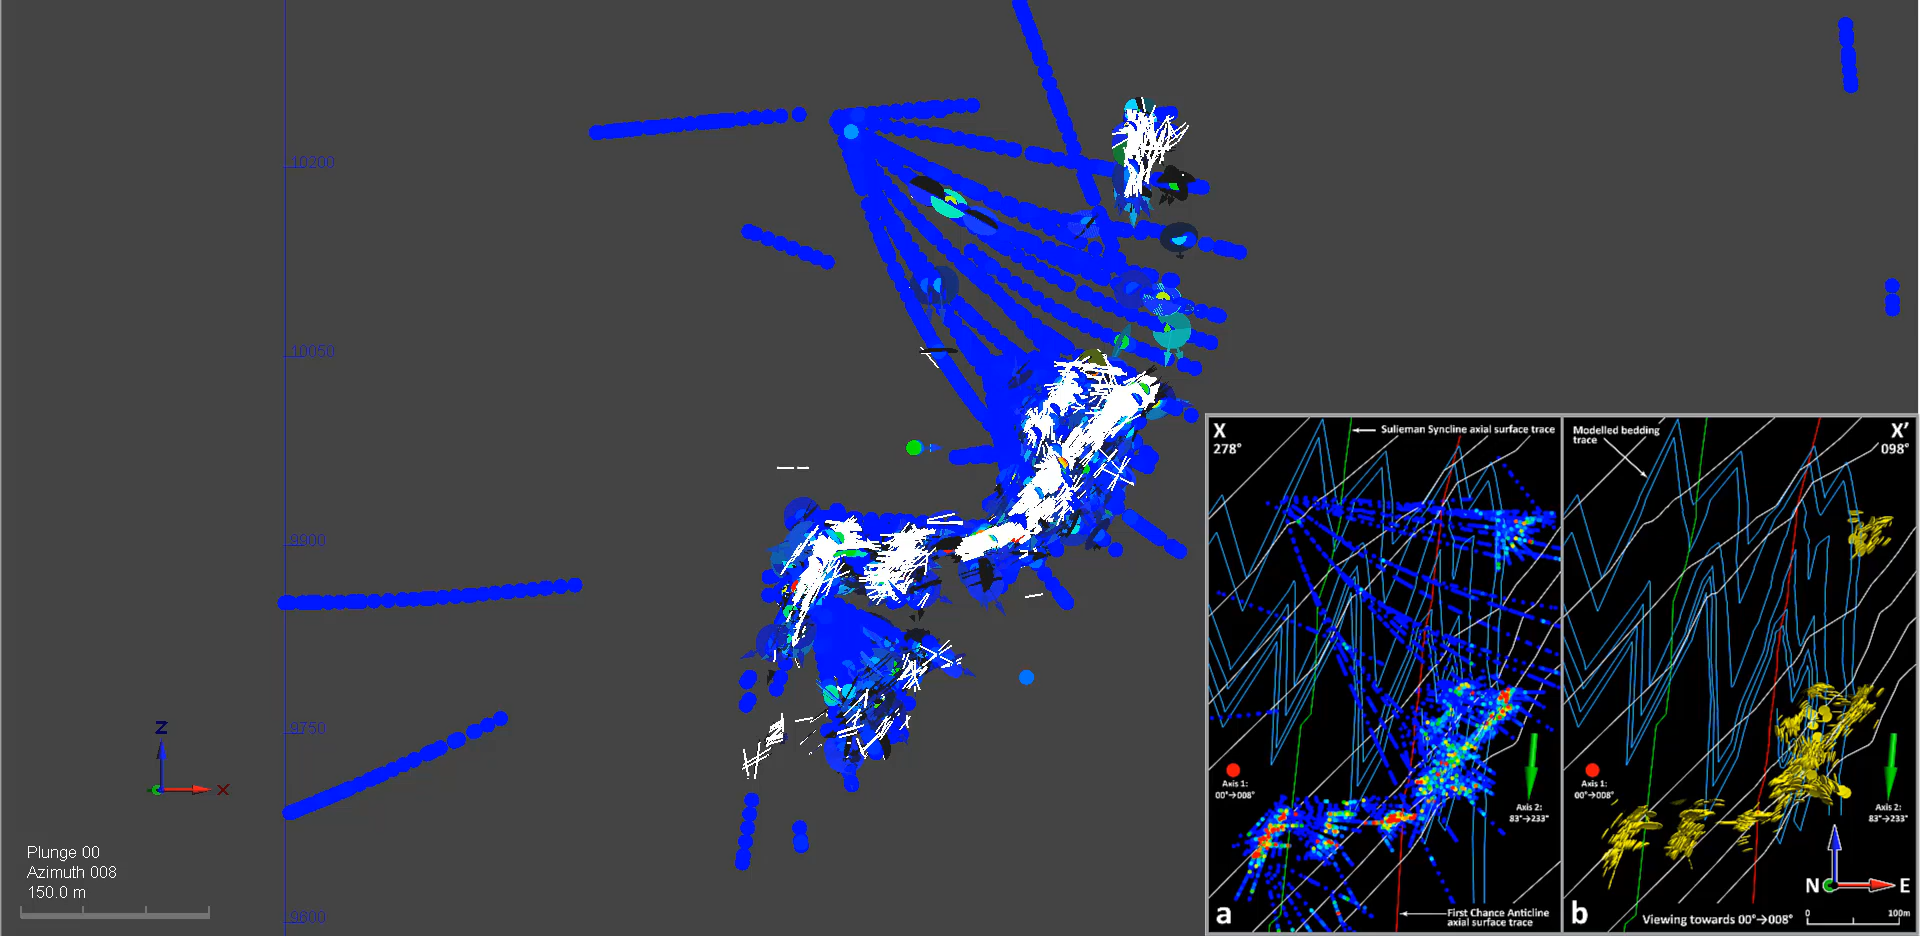 10200
10050
9900
9750
9600
Z
X
Plunge 00
Azimuth 008
150.0 m
X
278°
Sulieman Syncline axial surface trace
Axis 1:
00°→008°
Axis 2:
83°→233°
First Chance Anticline
axial surface trace
a
Modelled bedding
trace
X’
098°
Axis 1:
00°→008°
Axis 2:
83°→233°
N
E
b
Viewing towards 00°→008°
0
100m